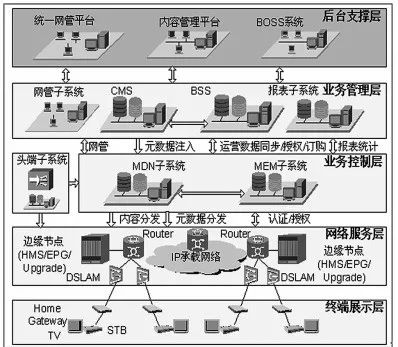 统一网管平台
内容管理平台
BOSS系统
后台支撑层
网管子系统
CMS
BSS
报表子系统
业务管理层
网管
元数据注入
运营数据同步/授权/订购
报表统计
头端子系统
业务控制层
MDN子系统
MEM子系统
内容分发
元数据分发
认证/授权
网络服务层
边缘节点
(HMS/EPG/
Upgrade)
Router
IP承载网络
Router
边缘节点
(HMS/EPG/
Upgrade)
DSLAM
DSLAM
终端展示层
Home
Gateway
TV
STB